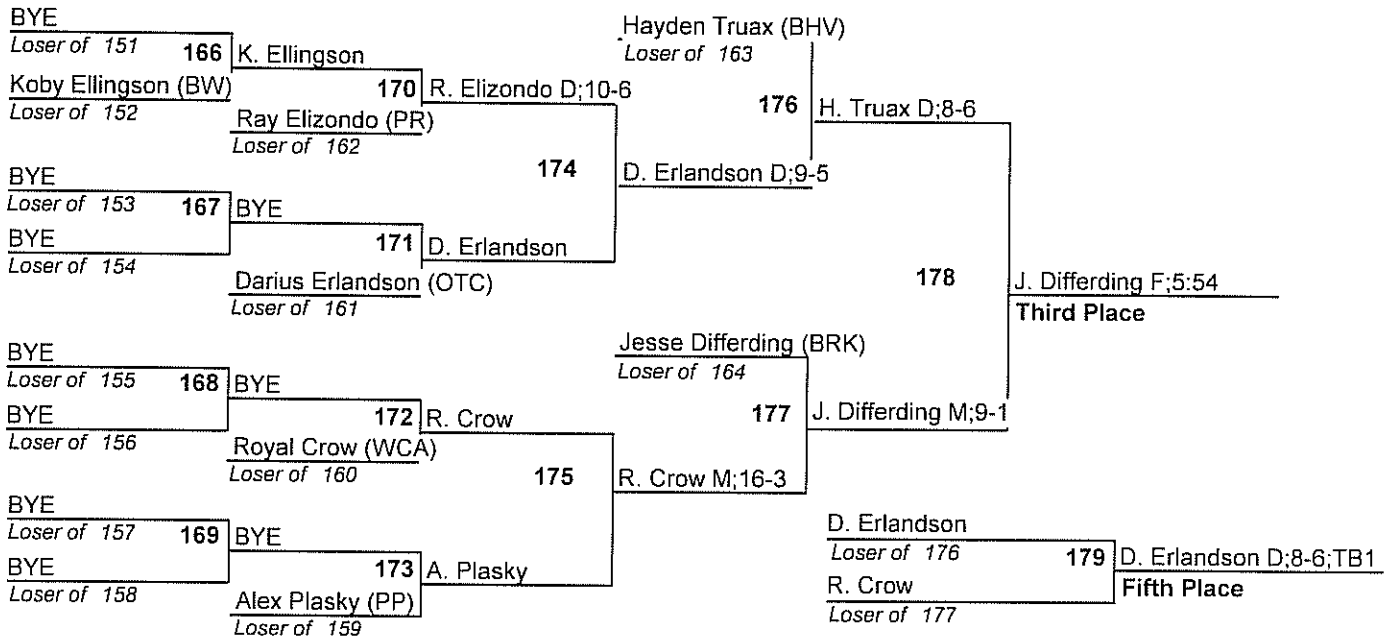 BYE
Loser of 151
166
K. Ellingson
Koby Ellingson (BW)
Loser of 152
170
R. Elizondo D;10-6
Ray Elizondo (PR)
Loser of 162
BYE
Loser of 153
167
BYE
BYE
Loser of 154
171
D. Erlandson
Darius Erlandson (OTC)
Loser of 161
174
D. Erlandson D;9-5
Hayden Truax (BHV)
Loser of 163
176
H. Truax D;8-6
BYE
Loser of 155
168
BYE
BYE
Loser of 156
172
R. Crow
Royal Crow (WCA)
Loser of 160
BYE
Loser of 157
169
BYE
BYE
Loser of 158
173
A. Plasky
Alex Plasky (PP)
Loser of 159
175
R. Crow M;16-3
Jesse Differding (BRK)
Loser of 164
177
J. Differding M;9-1
178
J. Differding F;5:54
Third Place
D. Erlandson
Loser of 176
179
D. Erlandson D;8-6;TB1
R. Crow
Loser of 177
Fifth Place